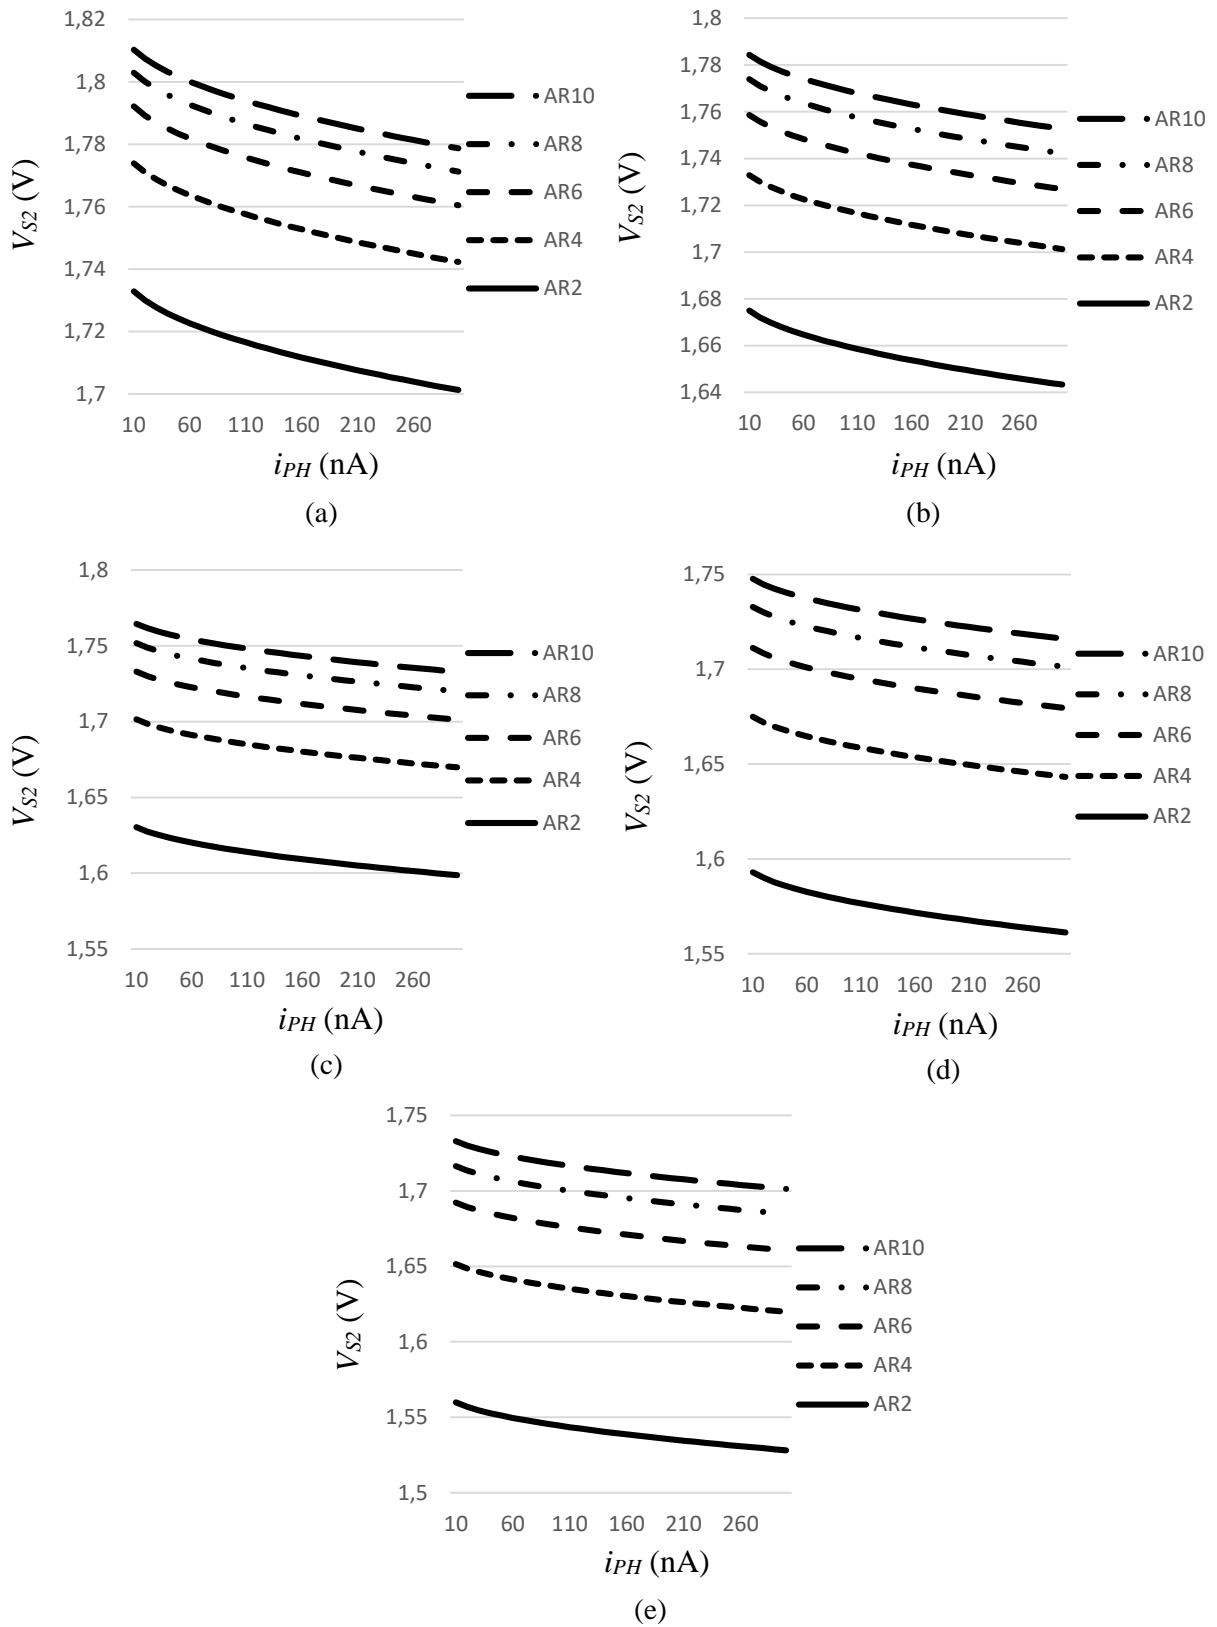 1,82
1,8
1,78
1,76
1,74
1,72
1,7
V_S2 (V)
10 60 110 160 210 260
i_PH (nA)
AR10
AR8
AR6
AR4
AR2
(a)
1,8
1,78
1,76
1,74
1,72
1,7
1,68
1,66
1,64
V_S2 (V)
10 60 110 160 210 260
i_PH (nA)
AR10
AR8
AR6
AR4
AR2
(b)
1,8
1,75
1,7
1,65
1,6
1,55
V_S2 (V)
10 60 110 160 210 260
i_PH (nA)
AR10
AR8
AR6
AR4
AR2
(c)
1,75
1,7
1,65
1,6
1,55
V_S2 (V)
10 60 110 160 210 260
i_PH (nA)
AR10
AR8
AR6
AR4
AR2
(d)
1,75
1,7
1,65
1,6
1,55
1,5
V_S2 (V)
10 60 110 160 210 260
i_PH (nA)
AR10
AR8
AR6
AR4
AR2
(e)